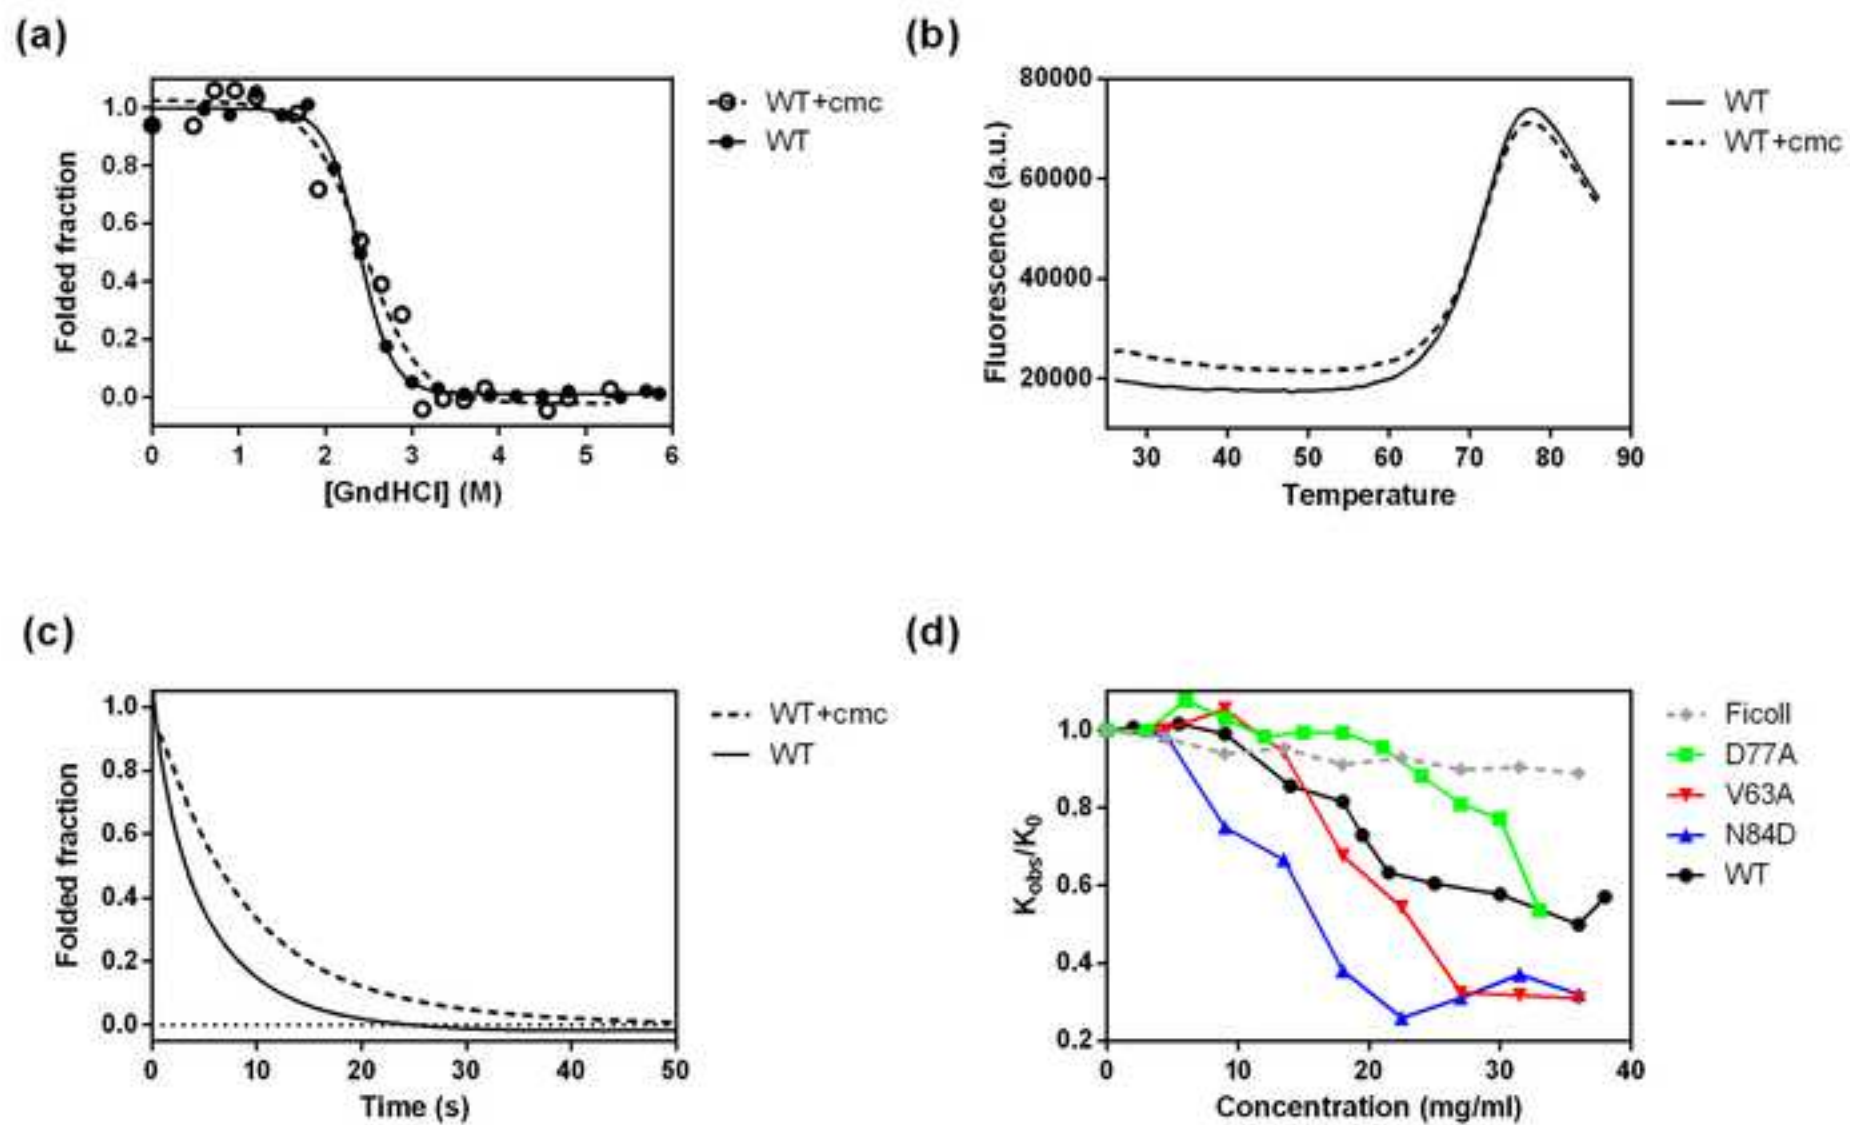 (a)
1.0
0.8
0.6
0.4
0.2
0.0
Folded fraction
0 1 2 3 4 5 6
[GndHCl] (M)
WT+cmc
WT
(b)
80000
60000
40000
20000
Fluorescence (a.u.)
30 40 50 60 70 80 90
Temperature
WT
WT+cmc
(c)
1.0
0.8
0.6
0.4
0.2
0.0
Folded fraction
0 10 20 30 40 50
Time (s)
WT+cmc
WT
(d)
1.0
0.8
0.6
0.4
0.2
Kobs/K0
0 10 20 30 40
Concentration (mg/ml)
Ficoll
D77A
V63A
N84D
WT